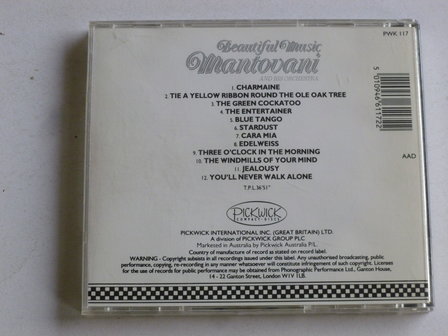 PWK 117
Beautiful Music
Mantovani
AND HIS ORCHESTRA
1. CHARMAINE
2. TIE A YELLOW RIBBON ROUND THE OLE OAK TREE
3. THE GREEN COCKATOO
4. THE ENTERTAINER
5. BLUE TANGO
6. STARDUST
7. CARA MIA
8. EDELWEISS
9. THREE O'CLOCK IN THE MORNING
10. THE WINDMILLS OF YOUR MIND
11. JEALOUSY
12. YOU'LL NEVER WALK ALONE
T.P.L.36'51"
5 010946 611722
AAD
PICKWICK
COMPACT-DISCS
PICKWICK INTERNATIONAL INC. (GREAT BRITAIN) LTD.
A division of PICKWICK GROUP PLC
Marketed in Australia by Pickwick Australia P/L.
Country of manufacture of record as stated on record label.
WARNING - Copyright subsists in all recordings issued under this label. Any unauthorised broadcasting, public
performance, copying, re-recording in any manner whatsoever will constitute infringement of such copyright. Licenses
for the use of records for public performance may be obtained from Phonographic Performance Ltd., Ganton House,
14 - 22 Ganton Street, London W1V 1LB.